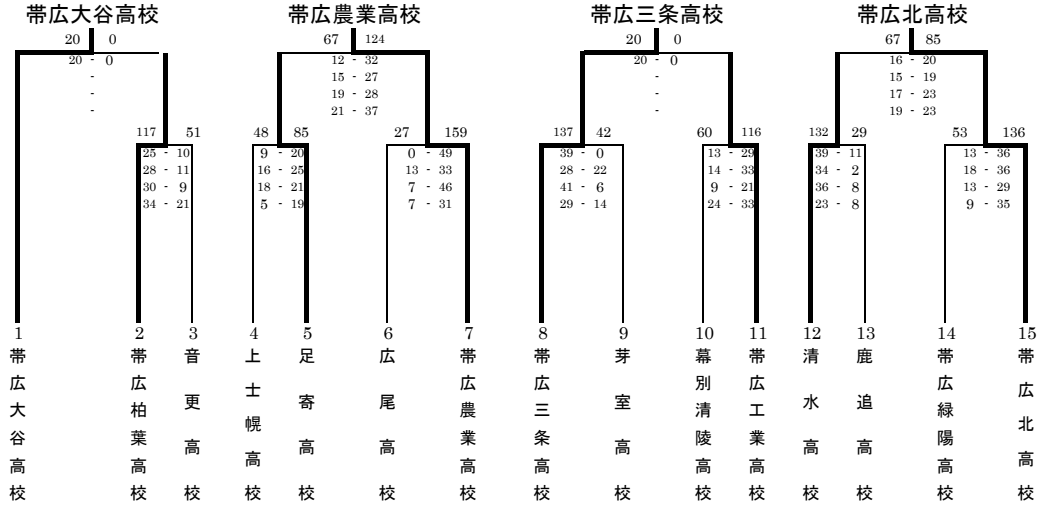 帯広大谷高校 帯広農業高校 帯広三条高校 帯広北高校
20 0 67 124 20 0 67 85
20 - 0 12 - 32 20 - 0 16 - 20
- 15 - 27 - 15 - 19
- 19 - 28 - 17 - 23
- 21 - 37 - 19 - 23
117 51 48 85 27 159 137 42 60 116 132 29 53 136
25 - 10 9 - 20 0 - 49 39 - 0 13 - 29 39 - 11 13 - 36
28 - 11 16 - 25 13 - 33 28 - 22 14 - 33 34 - 2 18 - 36
30 - 9 18 - 21 7 - 46 41 - 6 9 - 21 36 - 8 13 - 29
34 - 21 5 - 19 7 - 31 29 - 14 24 - 33 23 - 8 9 - 35
1 2 3 4 5 6 7 8 9 10 11 12 13 14 15
帯広大谷高校
帯広柏葉高校
音更高校
上士幌高校
足寄高校
広尾高校
帯広農業高校
帯広三条高校
芽室高校
幕別清陵高校
帯広工業高校
清水高校
鹿追高校
帯広緑陽高校
帯広北高校